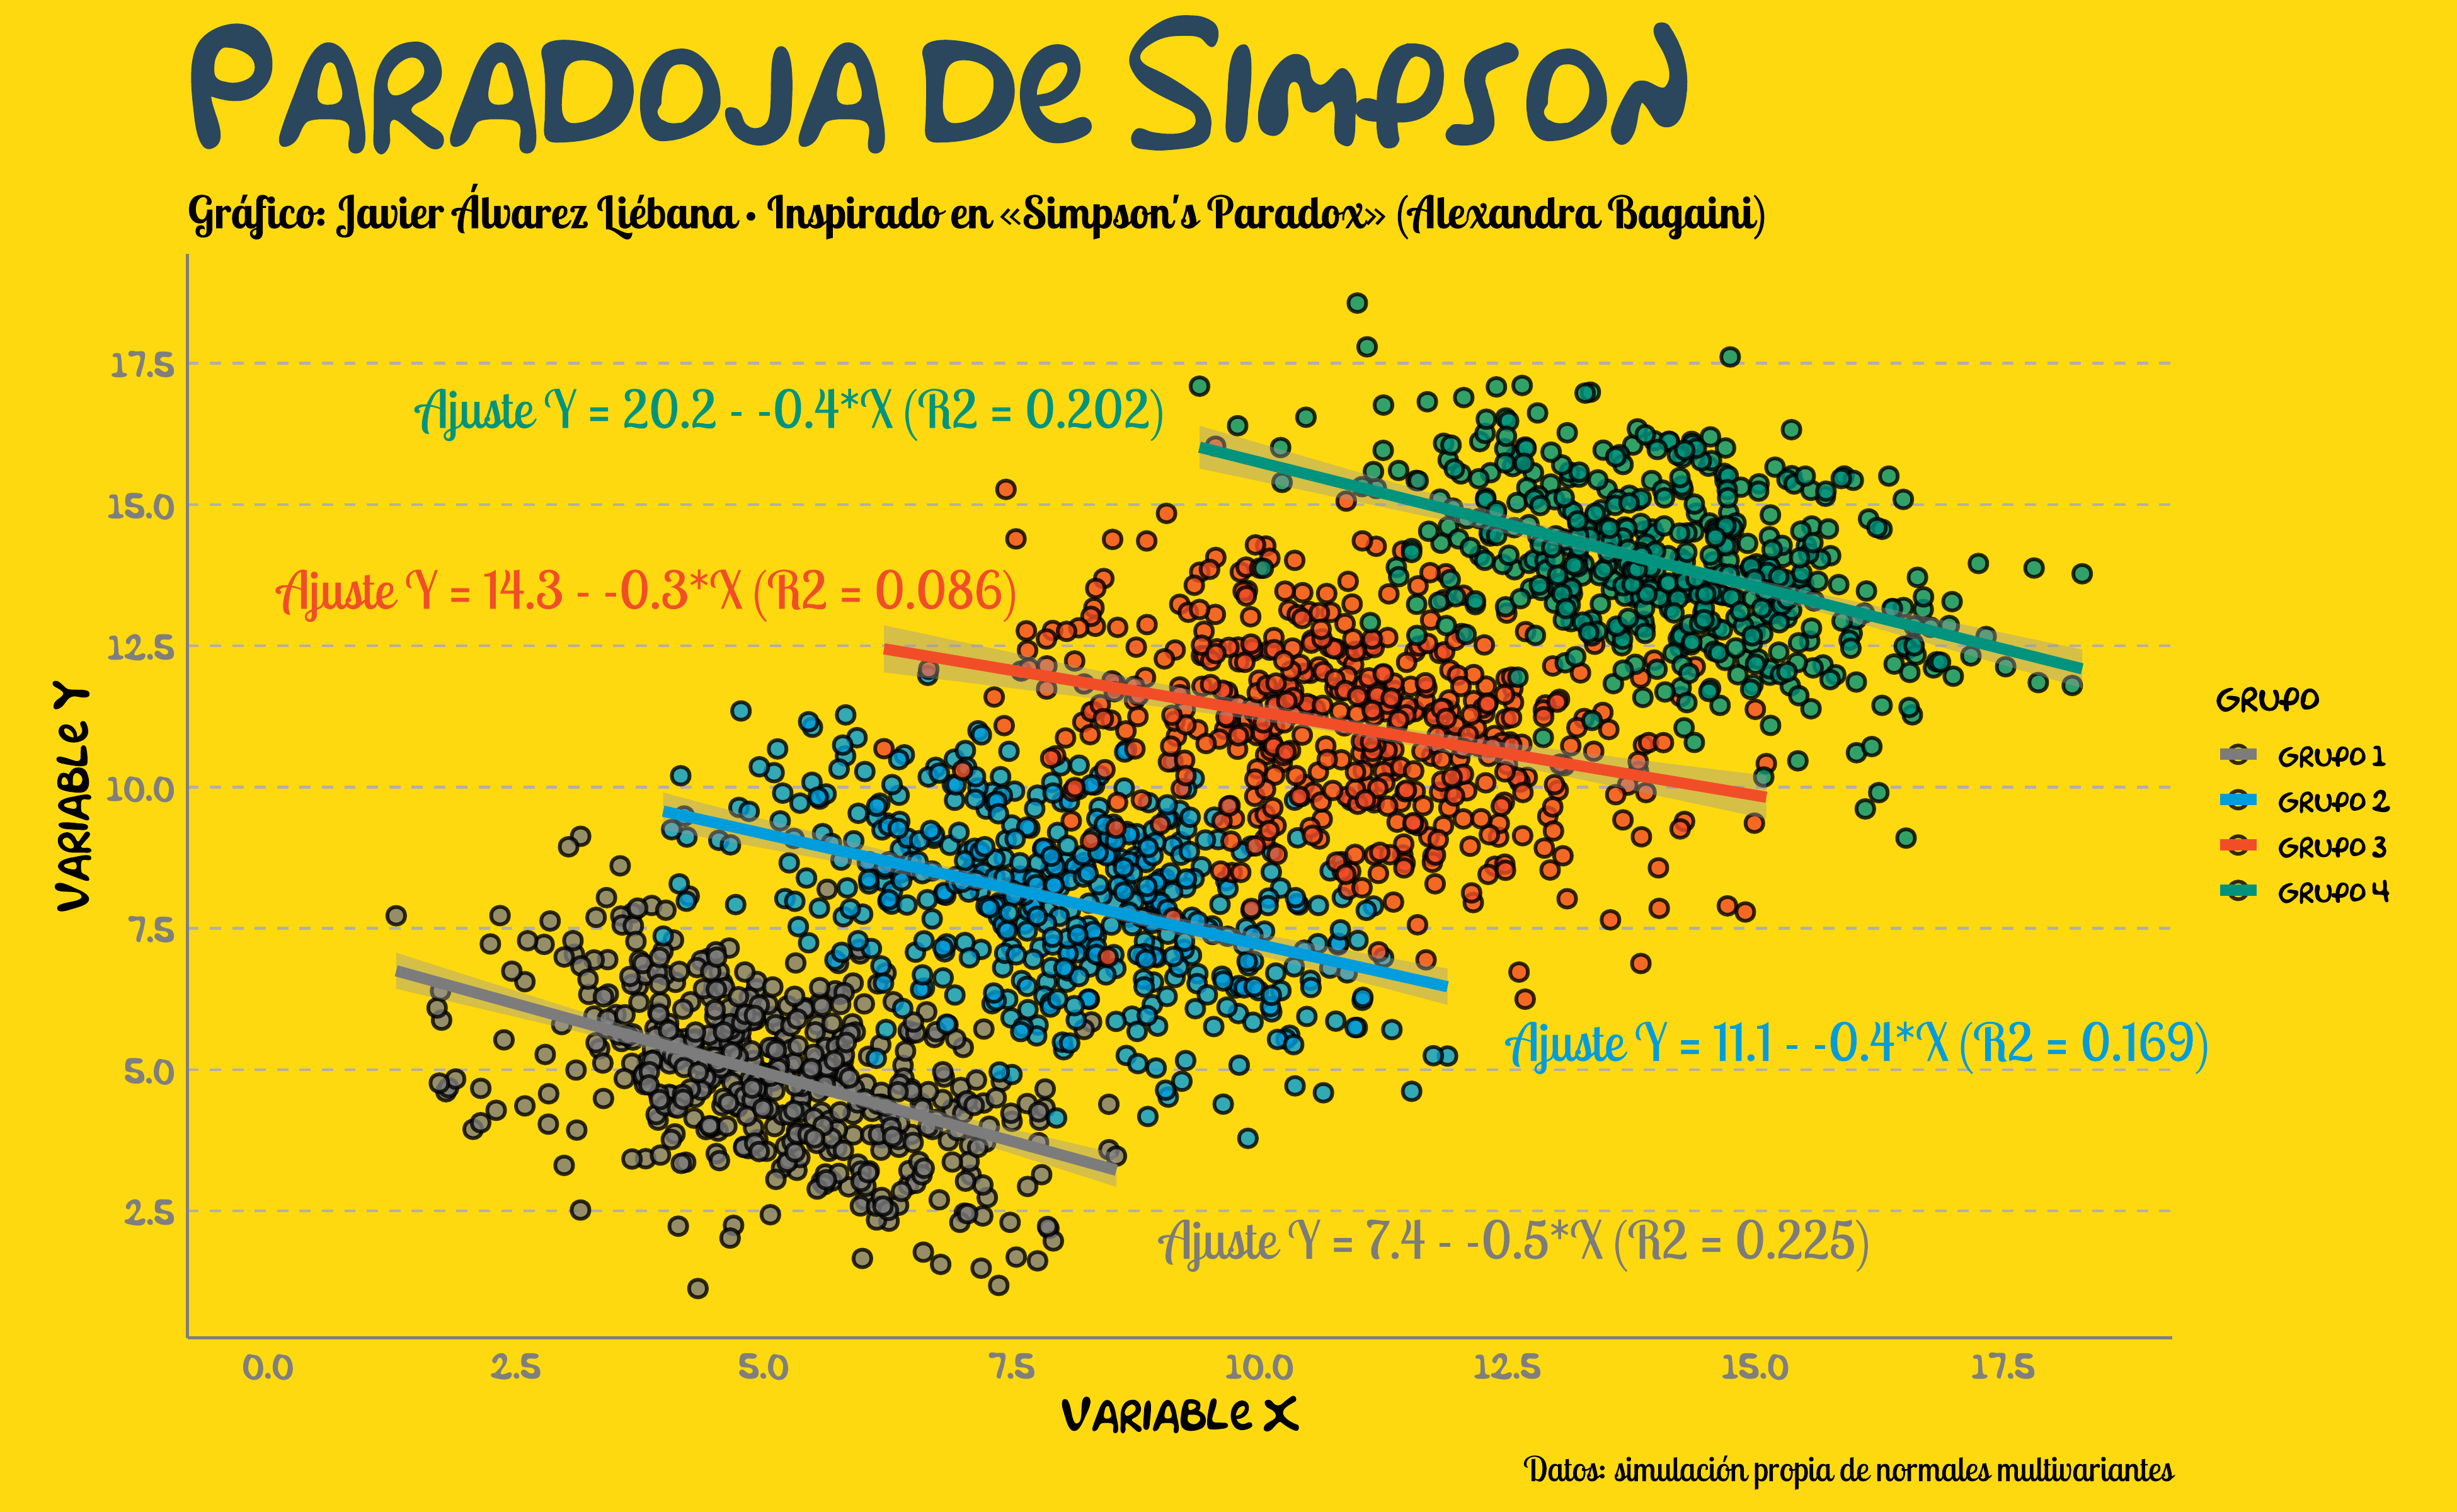 PARADOJA De SIMPSON
Gráfico: Javier Álvarez Liébana • Inspirado en «Simpson's Paradox» (Alexandra Bagaini)
17.5
Ajuste Y = 20.2 - -0.4*X (R2 = 0.202)
15.0
Ajuste Y = 14.3 - -0.3*X (R2 = 0.086)
12.5
10.0
7.5
5.0
2.5
VARIABLe Y
GRUPO
GRUPO 1
GRUPO 2
GRUPO 3
GRUPO 4
Ajuste Y = 11.1 - -0.4*X (R2 = 0.169)
Ajuste Y = 7.4 - -0.5*X (R2 = 0.225)
0.0 2.5 5.0 7.5 10.0 12.5 15.0 17.5
VARIABLe X
Datos: simulación propia de normales multivariantes